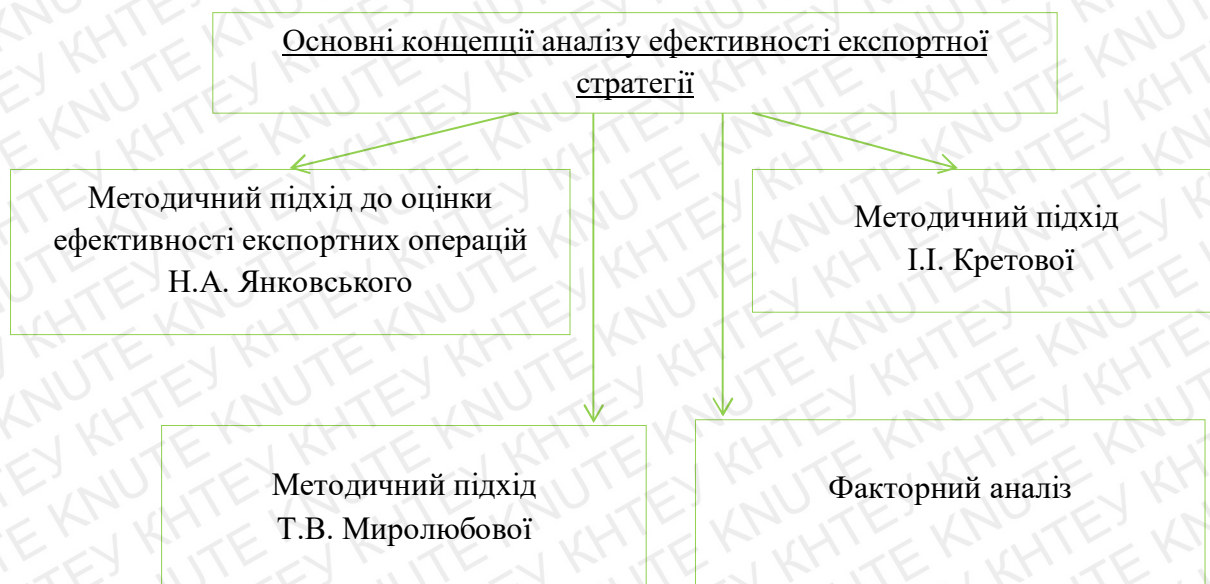 Основні концепції аналізу ефективності експортної
стратегії
Методичний підхід до оцінки
ефективності експортних операцій
Н.А. Янковського
Методичний підхід
І.І. Кретової
Методичний підхід
Т.В. Миролюбової
Факторний аналіз